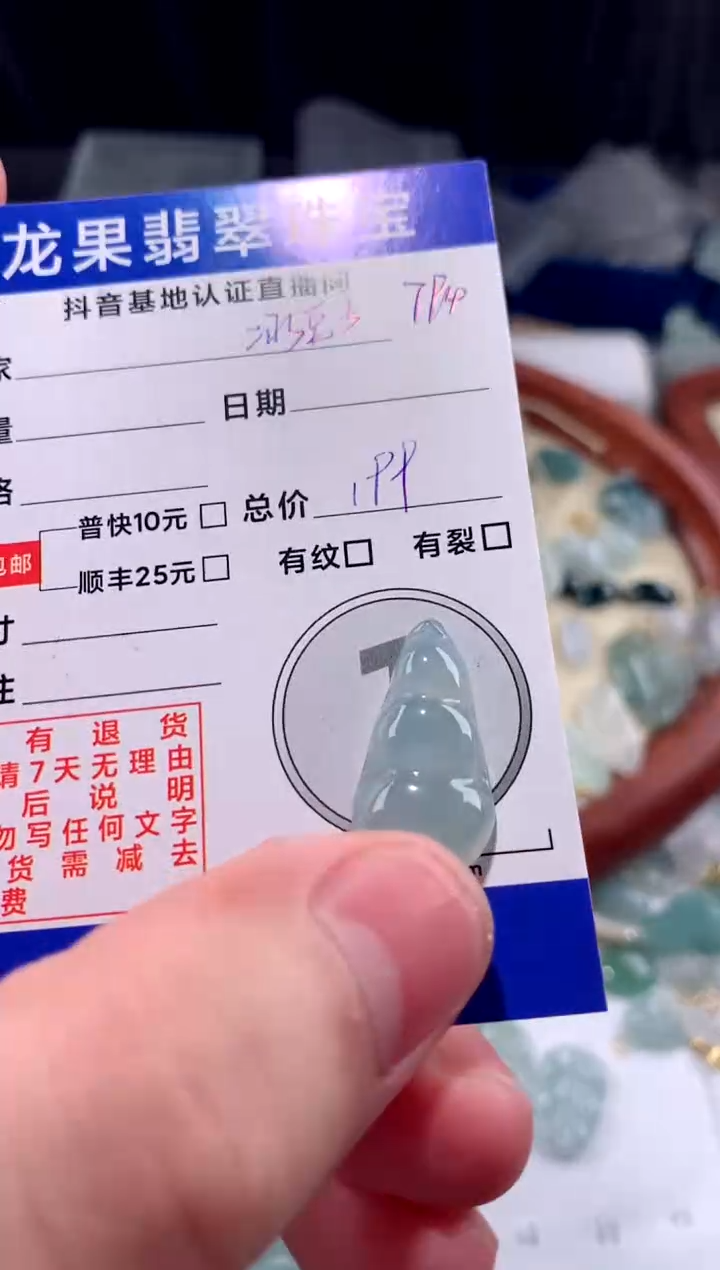 龙果翡翠珠宝
抖音基地认证直播间
家
量
日期
格
普快10元
总价
包邮
顺丰25元
有纹
有裂
寸
注
有退货
请7天无理由
后说明
勿写任何文字
货需减去
费